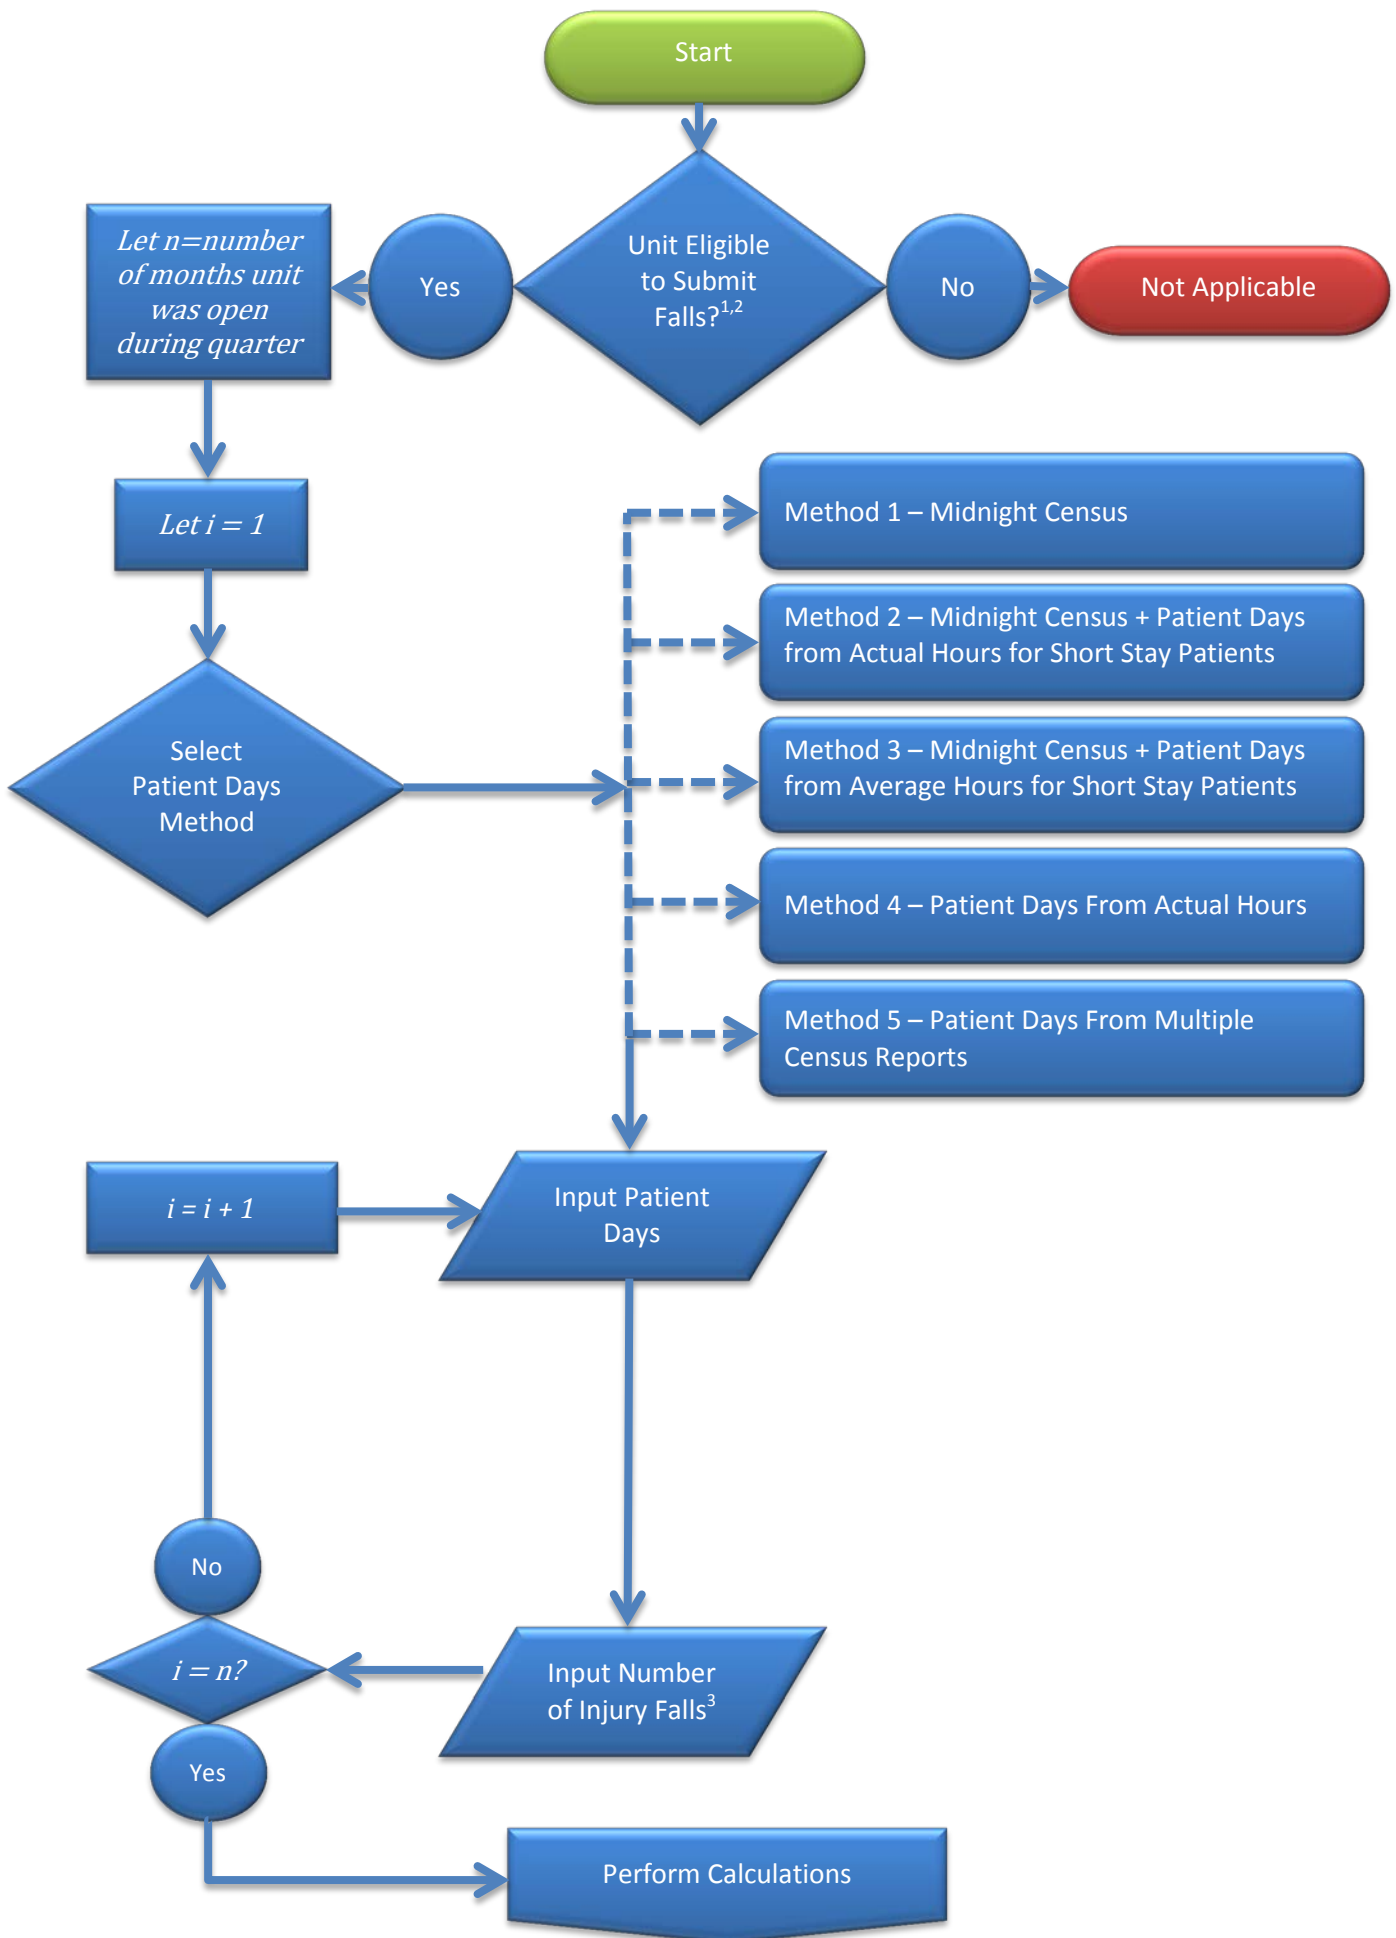 Start
Unit Eligible
to Submit
Falls?1,2
Yes
No
Not Applicable
Let n=number
of months unit
was open
during quarter
Let i = 1
Select
Patient Days
Method
Method 1 – Midnight Census
Method 2 – Midnight Census + Patient Days
from Actual Hours for Short Stay Patients
Method 3 – Midnight Census + Patient Days
from Average Hours for Short Stay Patients
Method 4 – Patient Days From Actual Hours
Method 5 – Patient Days From Multiple
Census Reports
i = i + 1
Input Patient
Days
No
i = n?
Input Number
of Injury Falls3
Yes
Perform Calculations